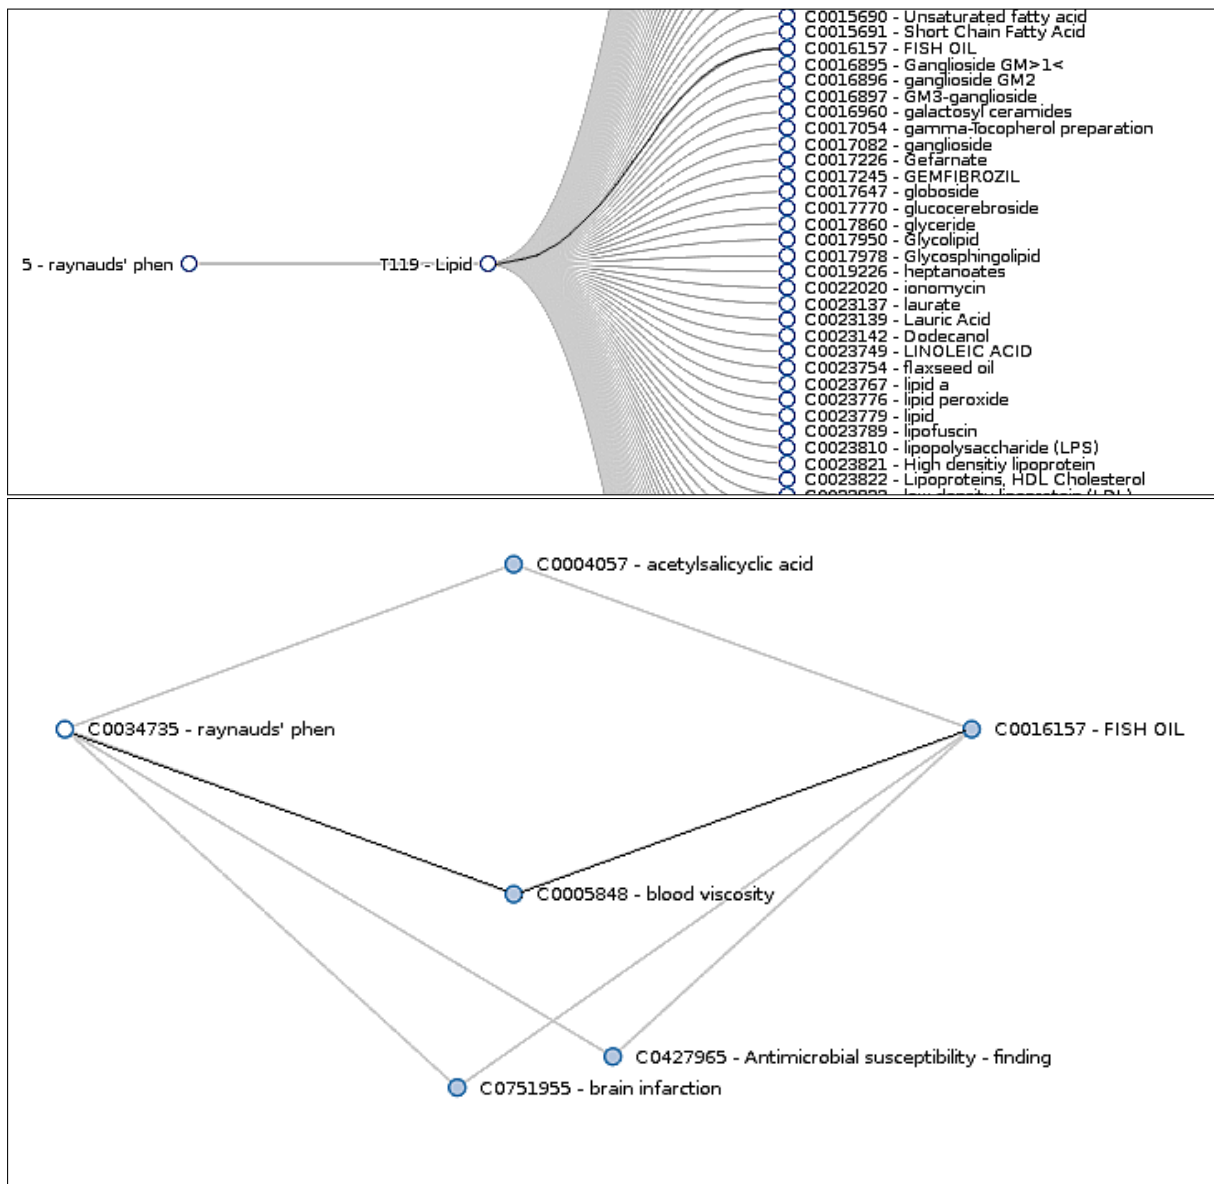 C0015690 - Unsaturated fatty acid
C0015691 - Short Chain Fatty Acid
C0016157 - FISH OIL
C0016895 - Ganglioside GM>1<
C0016896 - ganglioside GM2
C0016897 - GM3-ganglioside
C0016960 - galactosyl ceramides
C0017054 - gamma-Tocopherol preparation
C0017082 - ganglioside
C0017226 - Gefarnate
C0017245 - GEMFIBROZIL
C0017647 - globoside
C0017770 - glucocerebroside
C0017860 - glyceride
C0017950 - Glycolipid
C0017978 - Glycosphingolipid
5 - raynauds' phen
T119 - Lipid
C0019226 - heptanoates
C0022020 - ionomycin
C0023137 - laurate
C0023139 - Lauric Acid
C0023142 - Dodecanol
C0023749 - LINOLEIC ACID
C0023754 - flaxseed oil
C0023767 - lipid a
C0023776 - lipid peroxide
C0023779 - lipid
C0023789 - lipofuscin
C0023810 - lipopolysaccharide (LPS)
C0023821 - High densitiy lipoprotein
C0023822 - Lipoproteins, HDL Cholesterol
low density lipoprotein (LDL)
C0004057 - acetylsalicyclic acid
C0034735 - raynauds' phen
C0016157 - FISH OIL
C0005848 - blood viscosity
C0427965 - Antimicrobial susceptibility - finding
C0751955 - brain infarction